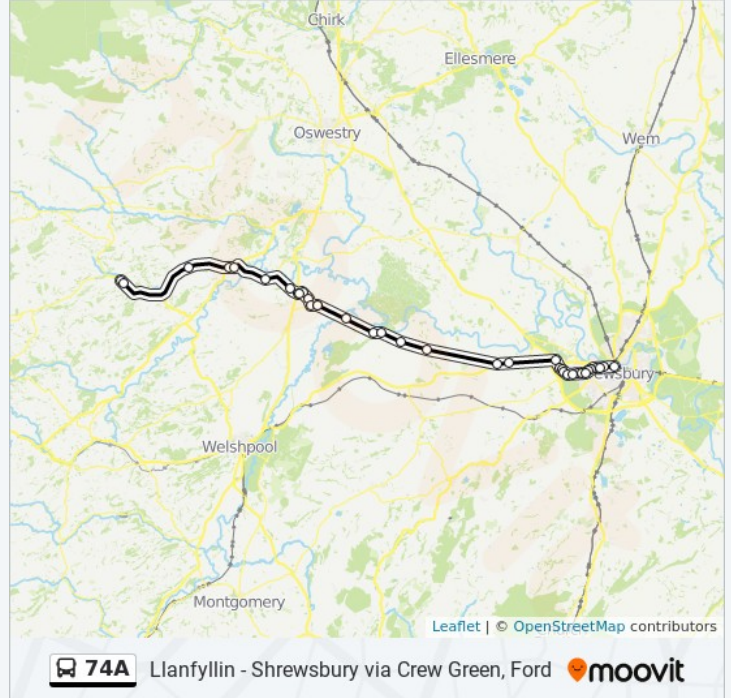 Chirk
Ellesmere
Oswestry
Wem
Shrewsbury
Welshpool
Montgomery
Leaflet | © OpenStreetMap contributors
74A Llanfyllin - Shrewsbury via Crew Green, Ford moovit